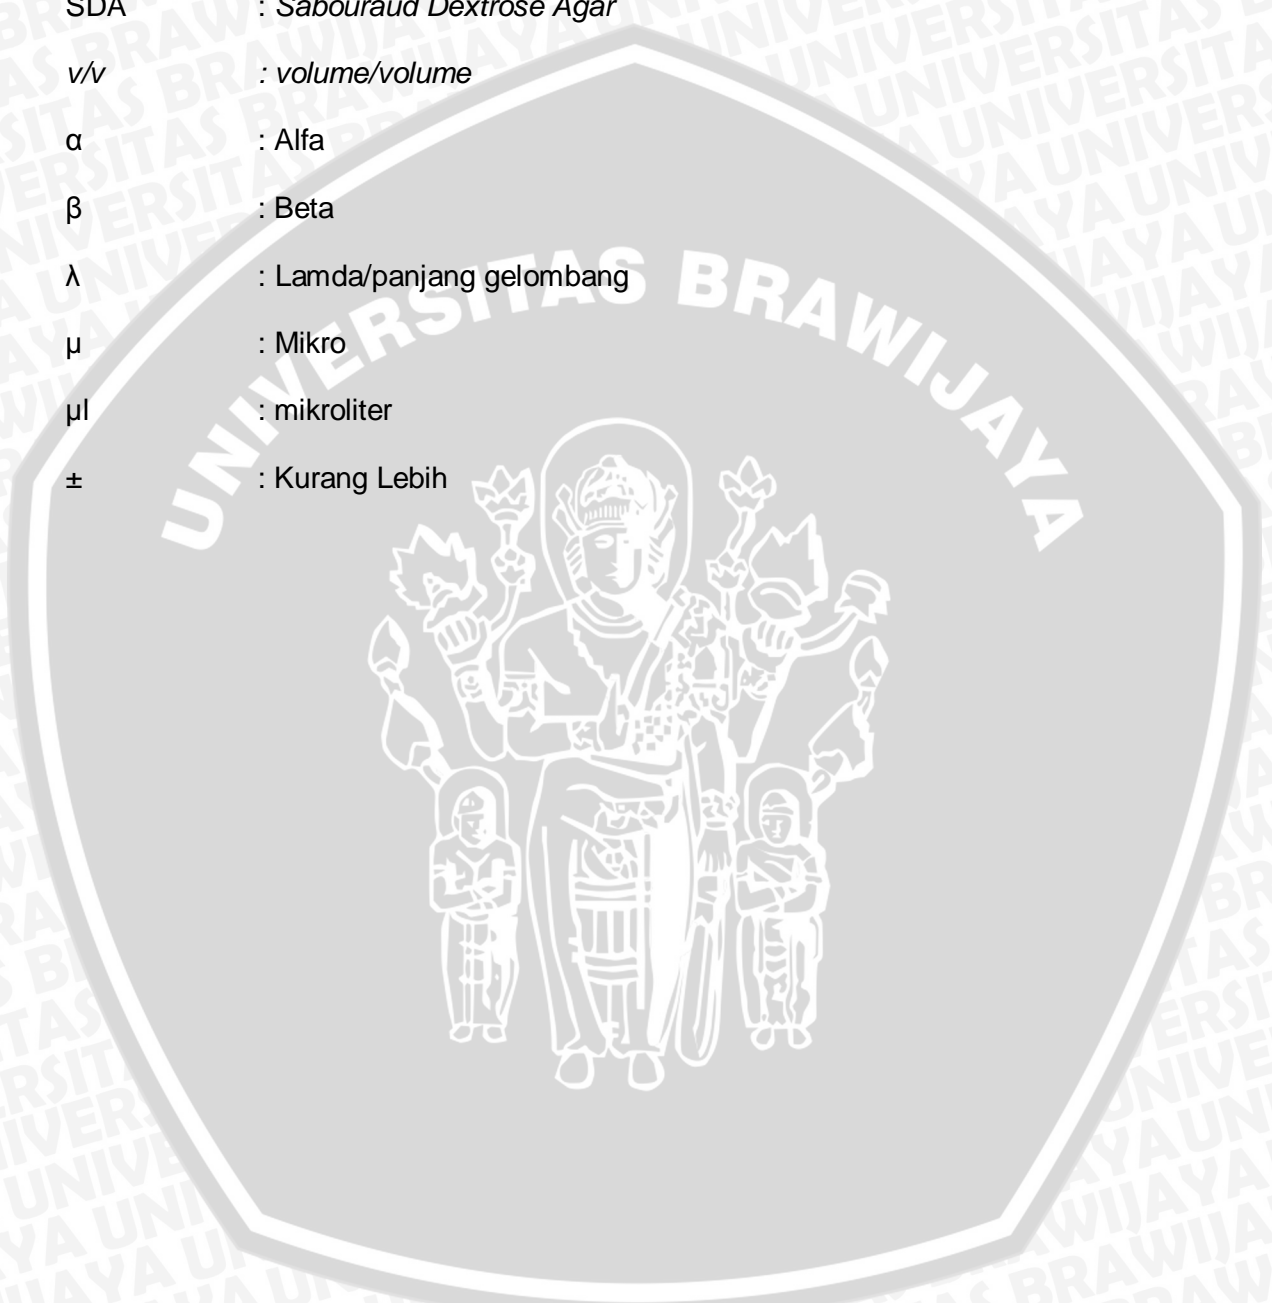 SDA : Sabouraud Dextrose Agar
v/v : volume/volume
α : Alfa
β : Beta
λ : Lamda/panjang gelombang
μ : Mikro
μl : mikroliter
± : Kurang Lebih
UNIVERSITAS BRAWIJAYA